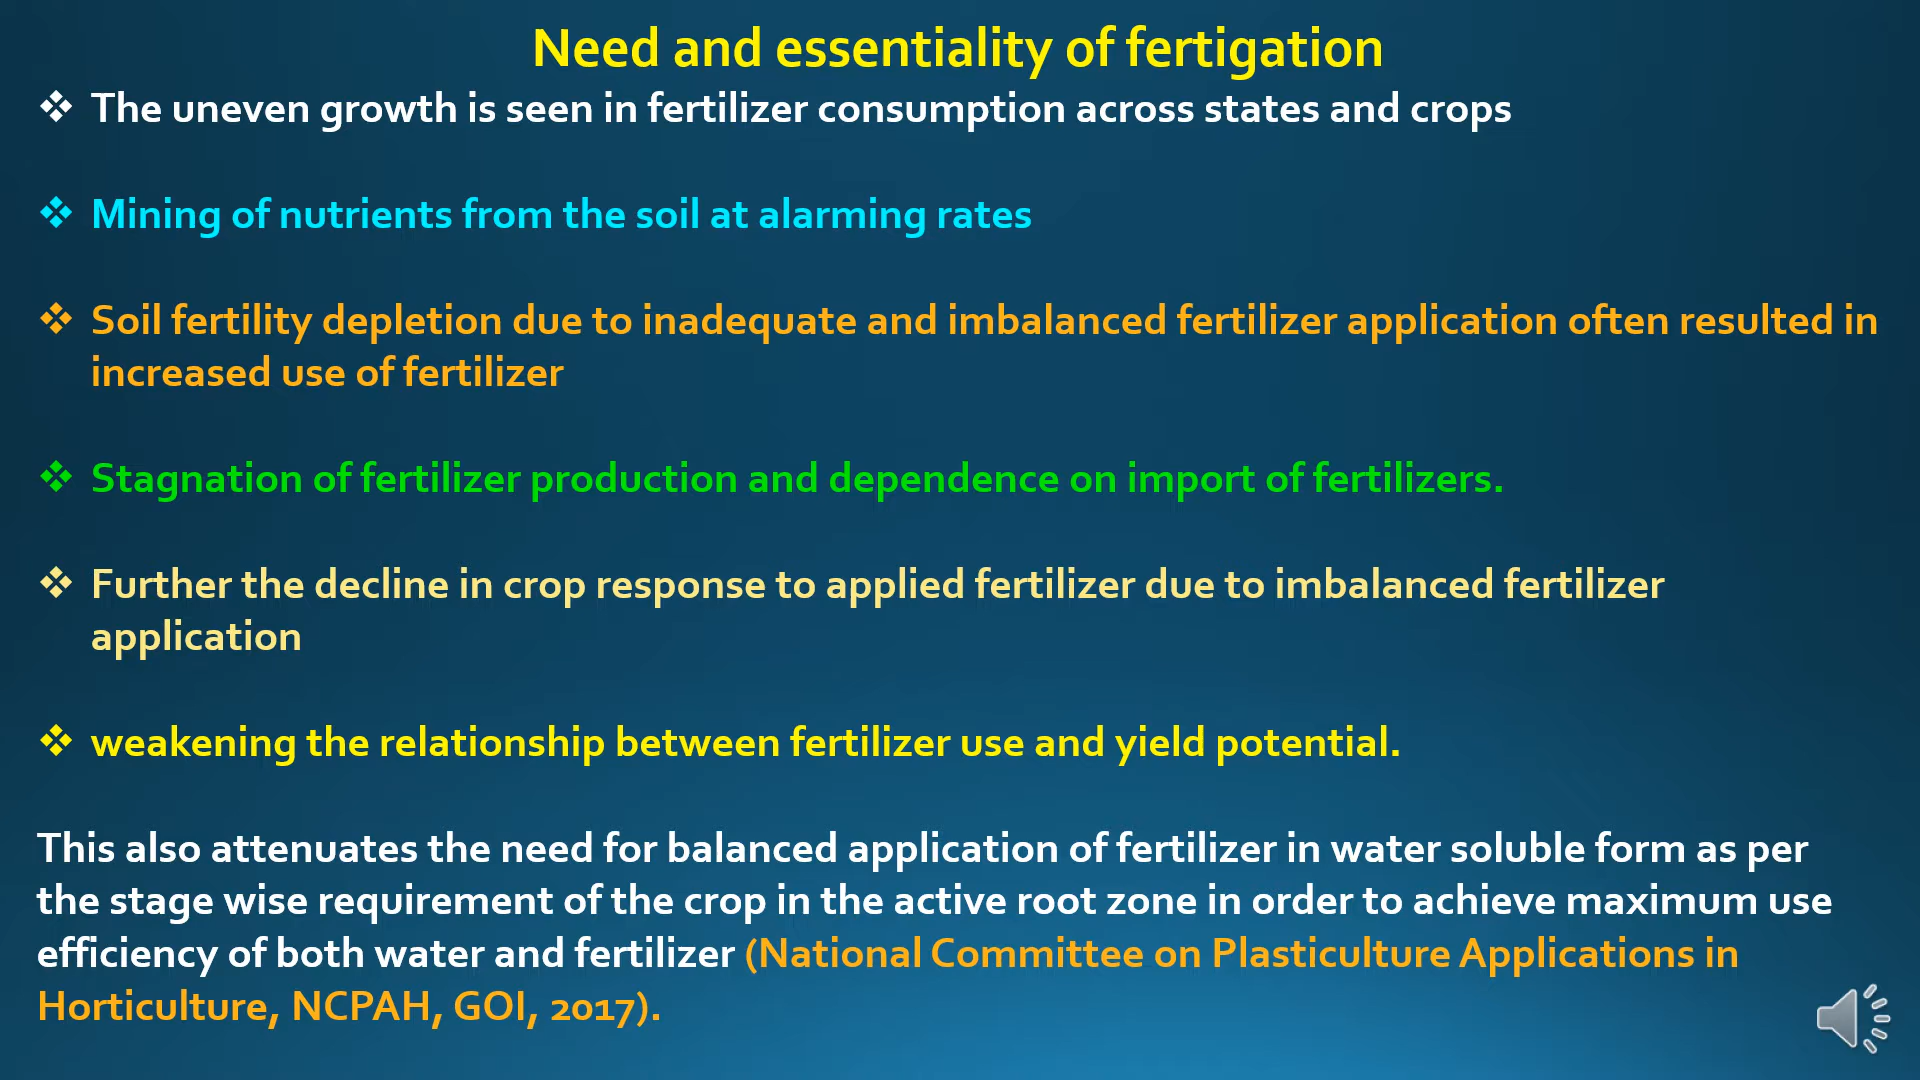 Need and essentiality of fertigation
❖ The uneven growth is seen in fertilizer consumption across states and crops
❖ Mining of nutrients from the soil at alarming rates
❖ Soil fertility depletion due to inadequate and imbalanced fertilizer application often resulted in
increased use of fertilizer
❖ Stagnation of fertilizer production and dependence on import of fertilizers.
❖ Further the decline in crop response to applied fertilizer due to imbalanced fertilizer
application
❖ weakening the relationship between fertilizer use and yield potential.
This also attenuates the need for balanced application of fertilizer in water soluble form as per
the stage wise requirement of the crop in the active root zone in order to achieve maximum use
efficiency of both water and fertilizer (National Committee on Plasticulture Applications in
Horticulture, NCPAH, GOI, 2017).